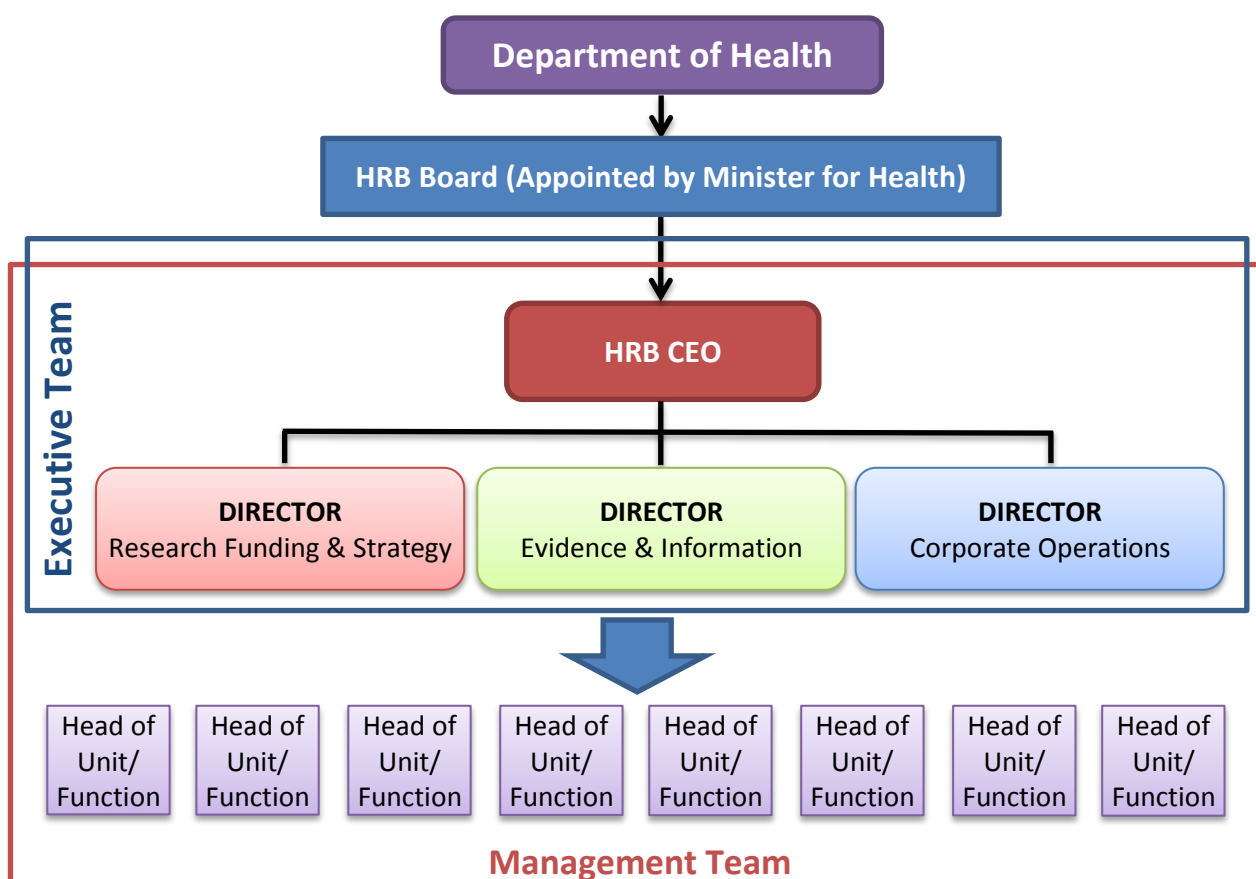 Department of Health
HRB Board (Appointed by Minister for Health)
Executive Team
HRB CEO
DIRECTOR
Research Funding & Strategy
DIRECTOR
Evidence & Information
DIRECTOR
Corporate Operations
Head of
Unit/
Function
Head of
Unit/
Function
Head of
Unit/
Function
Head of
Unit/
Function
Head of
Unit/
Function
Head of
Unit/
Function
Head of
Unit/
Function
Head of
Unit/
Function
Management Team